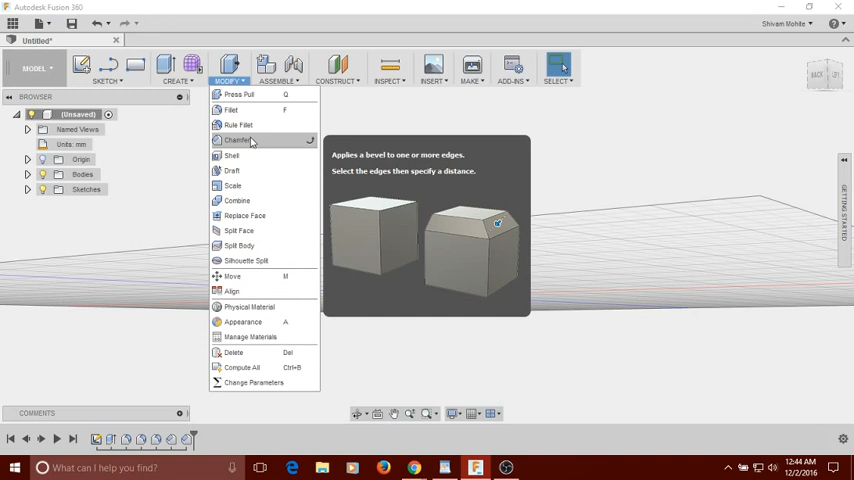 Autodesk Fusion 360
Shivam Mohite
Untitled*
MODEL
SKETCH
CREATE
MODIFY
ASSEMBLE
CONSTRUCT
INSPECT
INSERT
MAKE
ADD-INS
SELECT
BACK
LEFT
BROWSER
(Unsaved)
Named Views
Units: mm
Origin
Bodies
Sketches
Press Pull Q
Fillet F
Rule Fillet
Chamfer
Shell
Draft
Scale
Combine
Replace Face
Split Face
Split Body
Silhouette Split
Move M
Align
Physical Material
Appearance A
Manage Materials
Delete Del
Compute All Ctrl+B
Change Parameters
Applies a bevel to one or more edges.
Select the edges then specify a distance.
GETTING STARTED
COMMENTS
What can I help you find?
12:44 AM
12/2/2016